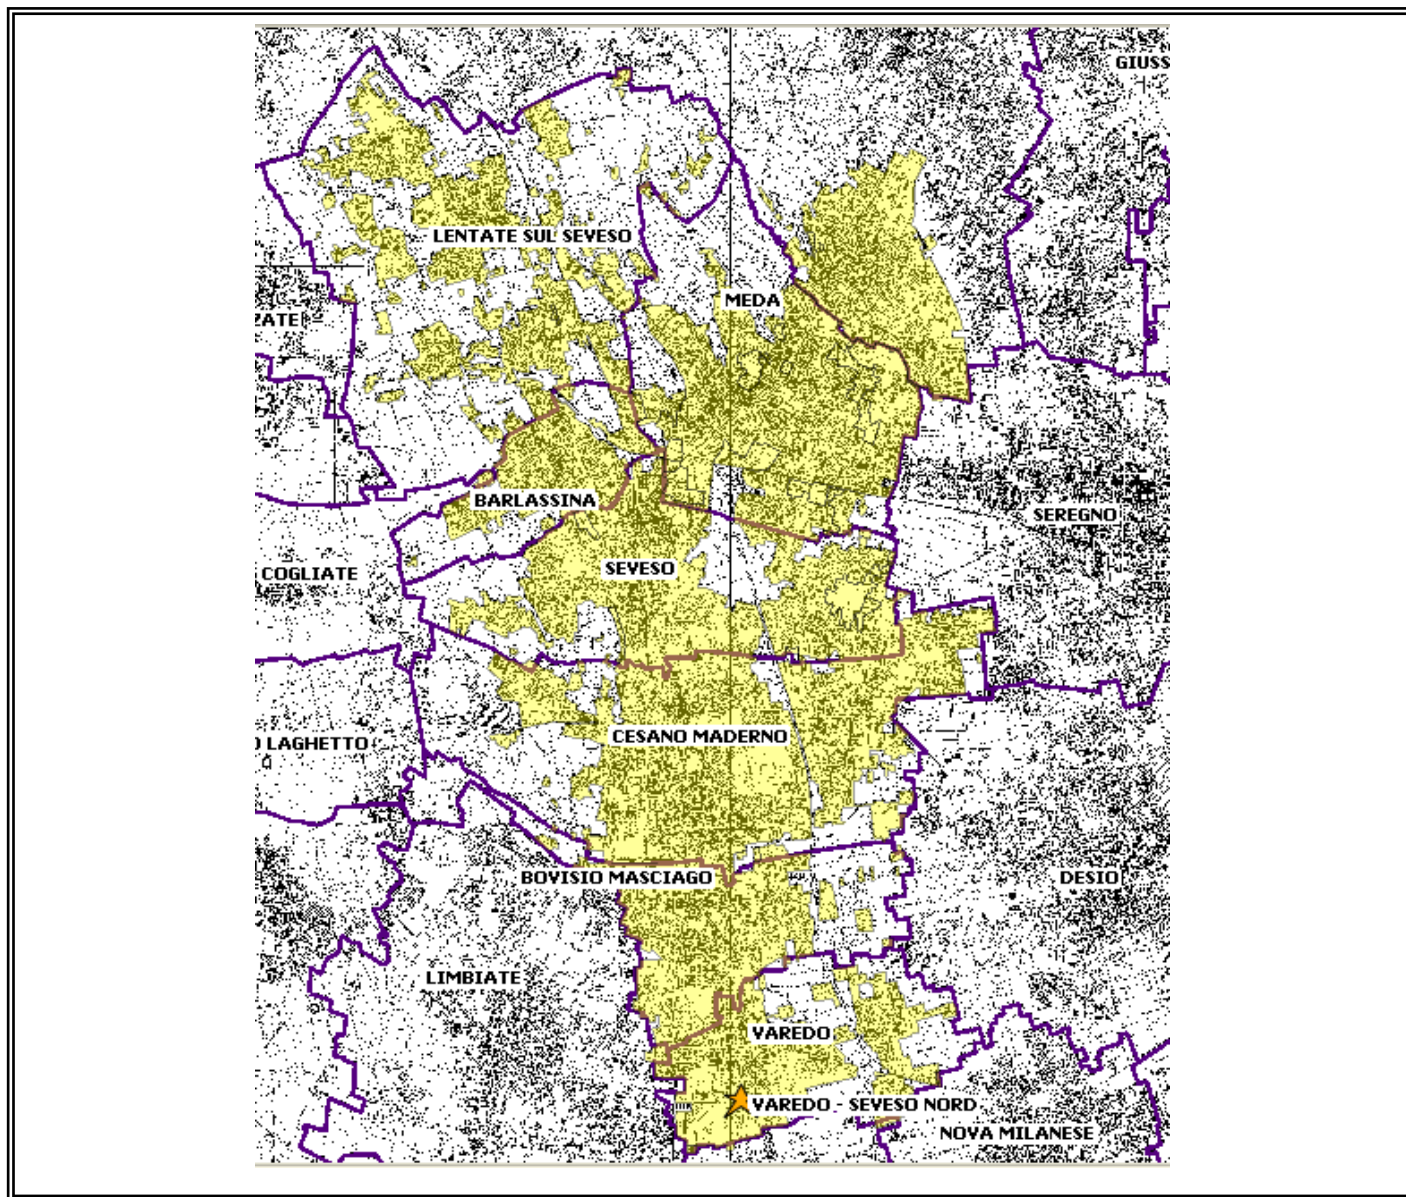 GIUSS
LENTATE SUL SEVESO
MEDA
ZATE
BARLASSINA
SEREGNO
SEVESO
COGLIATE
CESANO MADERNO
O LAGHETTO
BOVISIO MASCIAGO
DESIO
LIMBIATE
VAREDO
VAREDO - SEVESO NORD
NOVA MILANESE